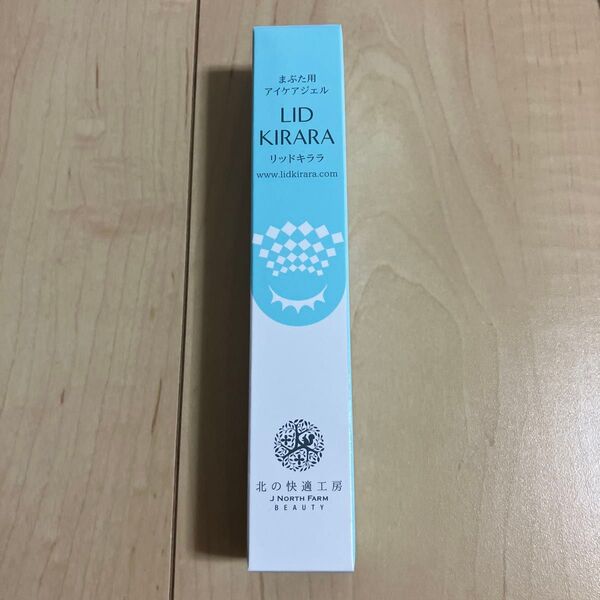 まぶた用
アイケアジェル
LID
KIRARA
リッドキララ
www.lidkirara.com
北の快適工房
J NORTH FARM
BEAUTY